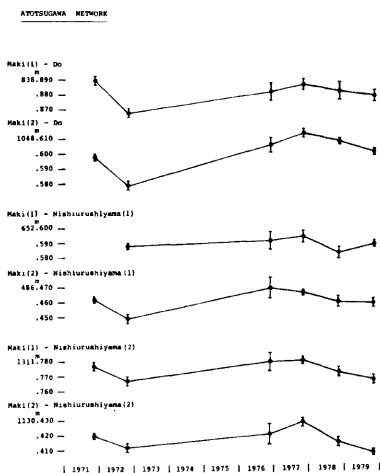 ATOTSUGAWA NETWORK
Maki(1) - Do
m
838.890
.880
.870
Maki(2) - Do
m
1048.610
.600
.590
.580
Maki(1) - Nishiurushiyama(1)
m
652.600
.590
.580
Maki(2) - Nishiurushiyama(1)
m
486.470
.460
.450
Maki(1) - Nishiurushiyama(2)
m
1311.780
.770
.760
Maki(2) - Nishiurushiyama(2)
m
1130.430
.420
.410
| 1971 | 1972 | 1973 | 1974 | 1975 | 1976 | 1977 | 1978 | 1979 |